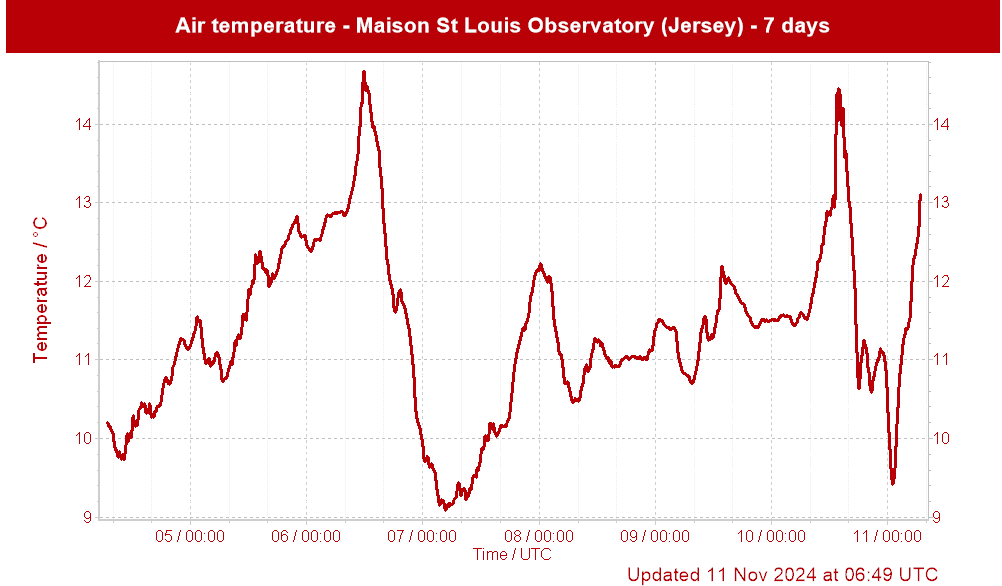 Air temperature - Maison St Louis Observatory (Jersey) - 7 days
Temperature / °C
14 14
13 13
12 12
11 11
10 10
9 9
05 / 00:00 06 / 00:00 07 / 00:00 08 / 00:00 09 / 00:00 10 / 00:00 11 / 00:00
Time / UTC
Updated 11 Nov 2024 at 06:49 UTC